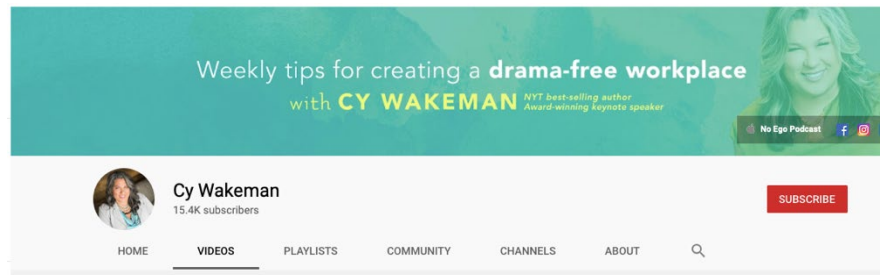 Weekly tips for creating a drama-free workplace
with CY WAKEMAN NYT best-selling author
Award-winning keynote speaker
No Ego Podcast
Cy Wakeman
15.4K subscribers
SUBSCRIBE
HOME VIDEOS PLAYLISTS COMMUNITY CHANNELS ABOUT